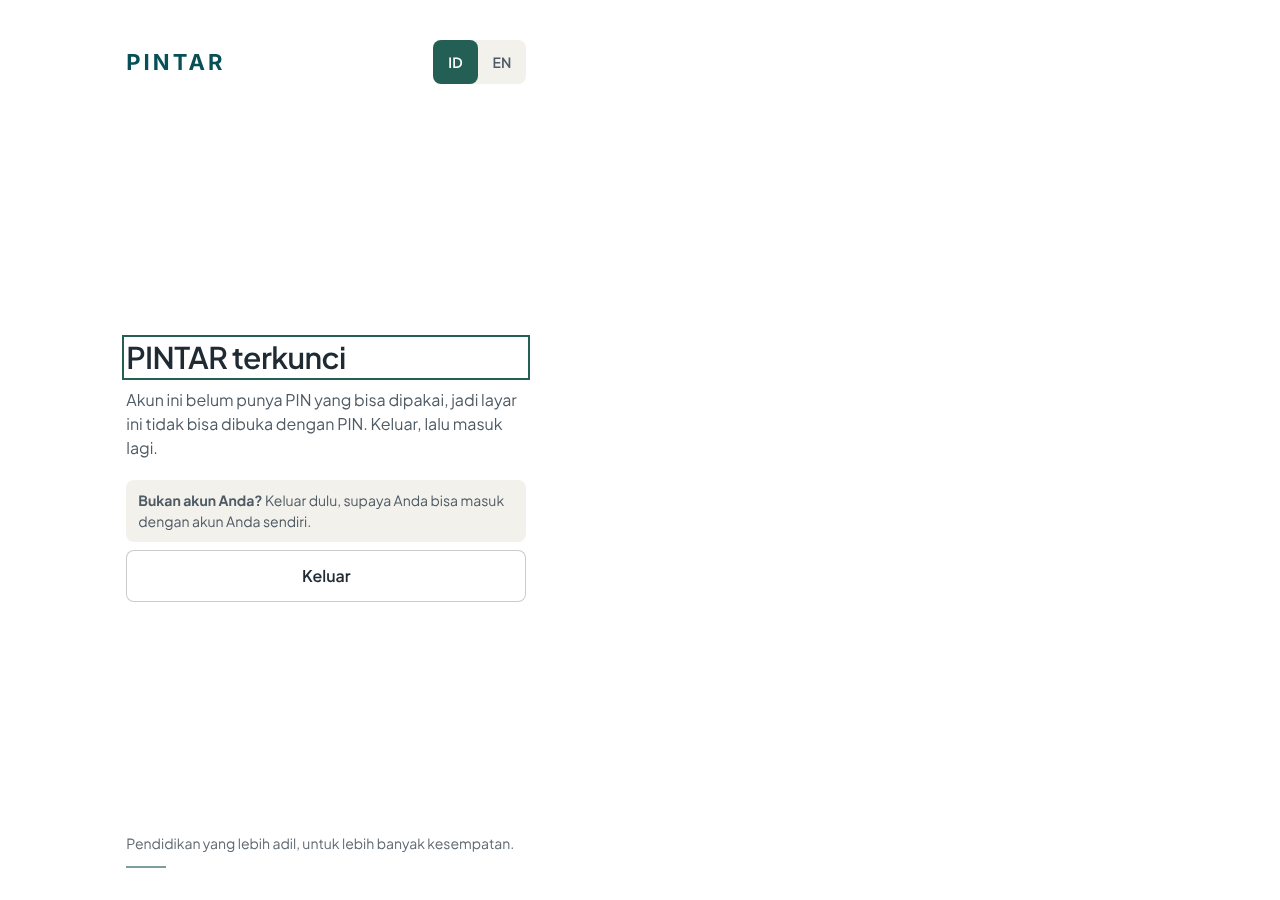 PINTAR
ID
EN
PINTAR terkunci
Akun ini belum punya PIN yang bisa dipakai, jadi layar
ini tidak bisa dibuka dengan PIN. Keluar, lalu masuk
lagi.
Bukan akun Anda? Keluar dulu, supaya Anda bisa masuk
dengan akun Anda sendiri.
Keluar
Pendidikan yang lebih adil, untuk lebih banyak kesempatan.